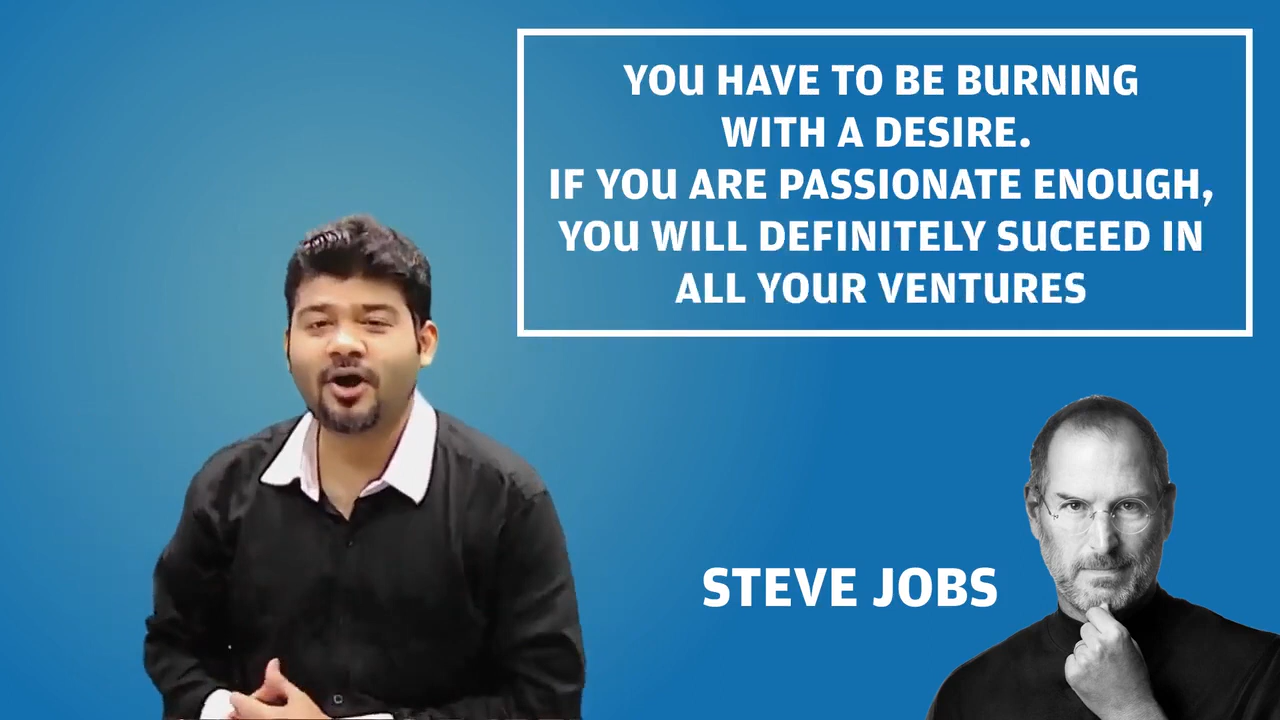 YOU HAVE TO BE BURNING
WITH A DESIRE.
IF YOU ARE PASSIONATE ENOUGH,
YOU WILL DEFINITELY SUCEED IN
ALL YOUR VENTURES
STEVE JOBS